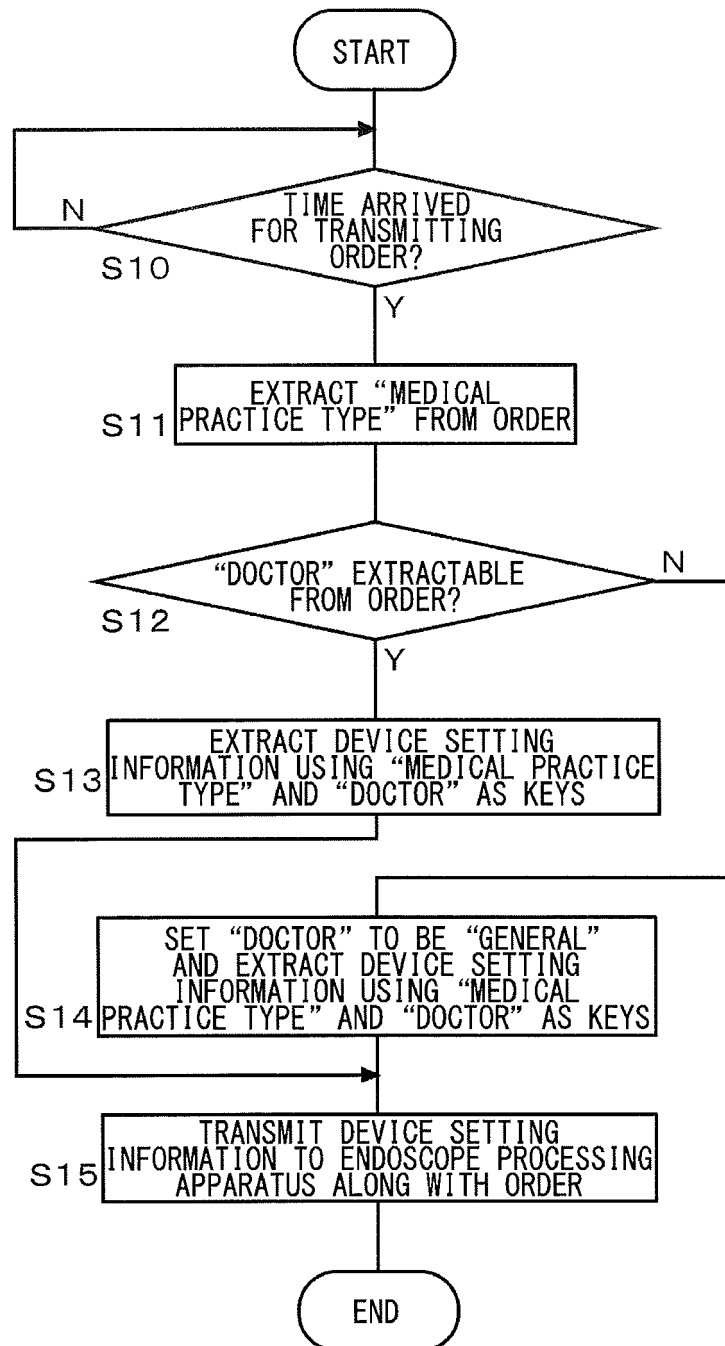 START
N
TIME ARRIVED
FOR TRANSMITTING
ORDER?
S10
Y
EXTRACT “MEDICAL
PRACTICE TYPE” FROM ORDER
S11
“DOCTOR” EXTRACTABLE
FROM ORDER?
N
S12
Y
EXTRACT DEVICE SETTING
INFORMATION USING “MEDICAL PRACTICE
TYPE” AND “DOCTOR” AS KEYS
S13
SET “DOCTOR” TO BE “GENERAL”
AND EXTRACT DEVICE SETTING
INFORMATION USING “MEDICAL
PRACTICE TYPE” AND “DOCTOR” AS KEYS
S14
TRANSMIT DEVICE SETTING
INFORMATION TO ENDOSCOPE PROCESSING
APPARATUS ALONG WITH ORDER
S15
END